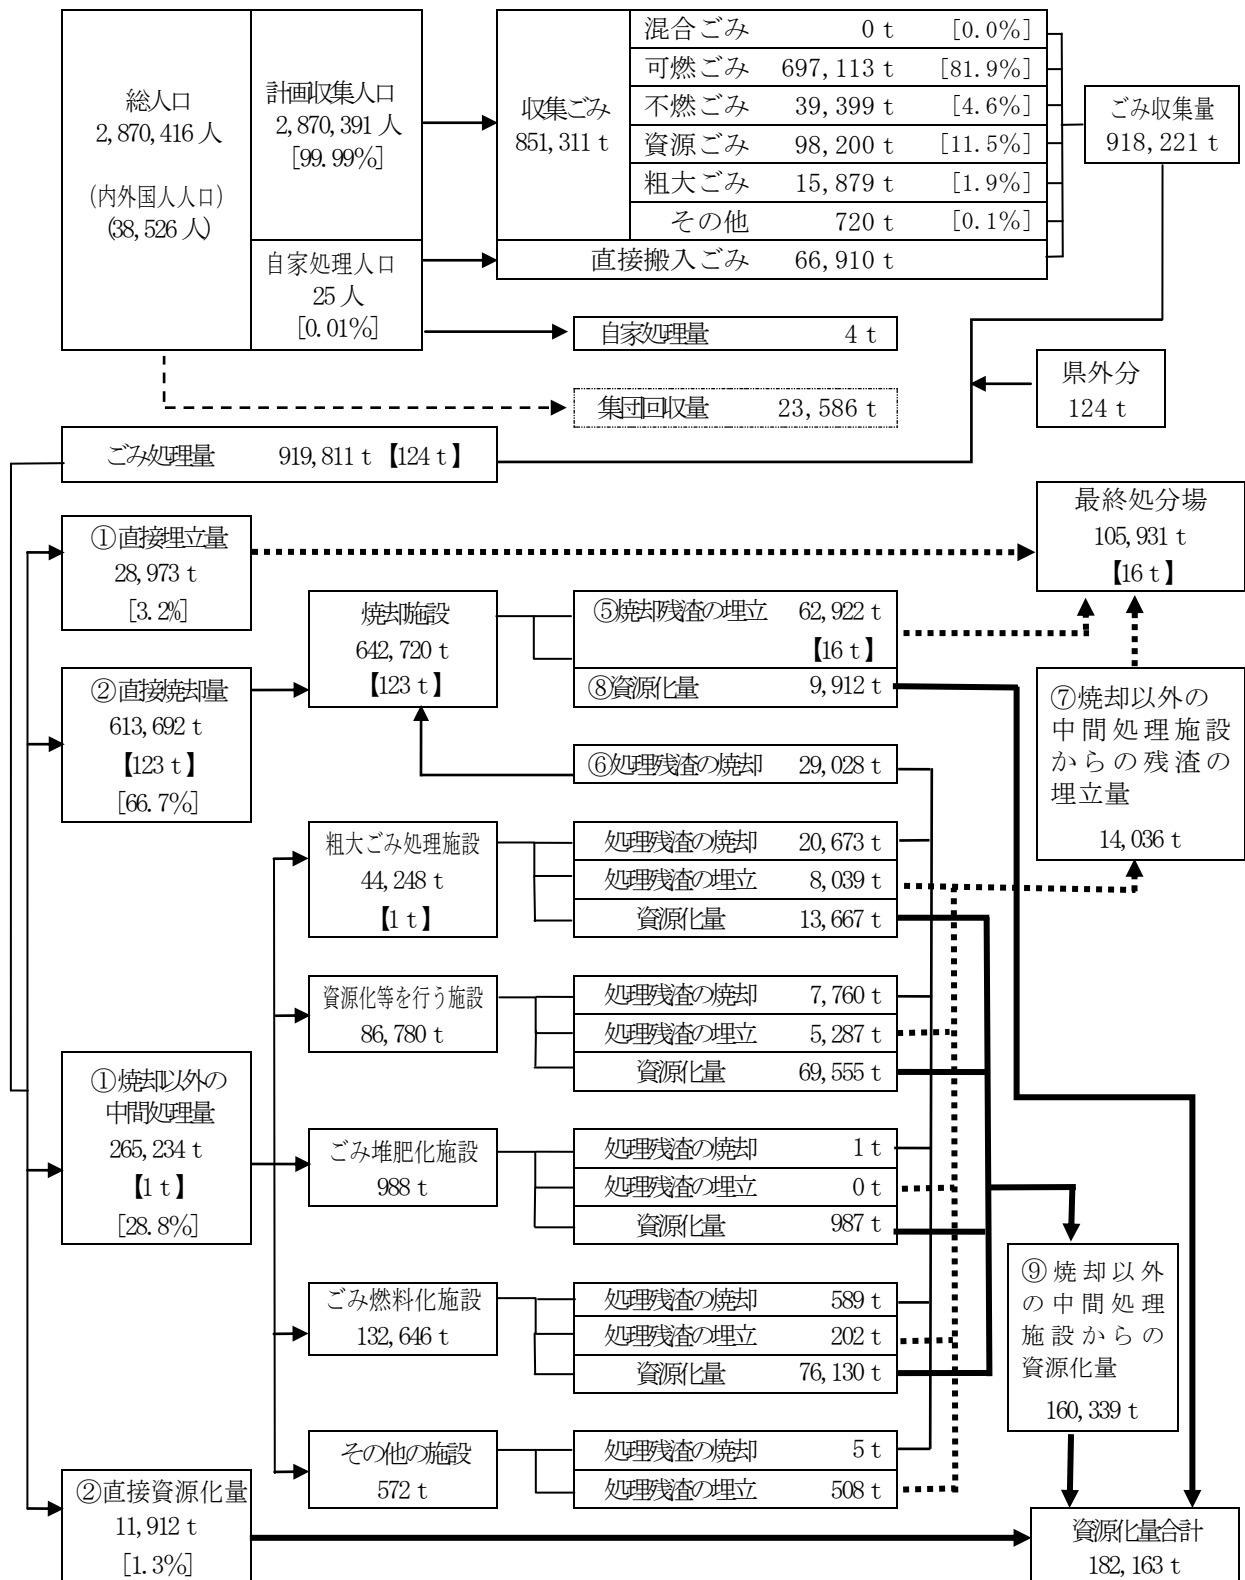 総人口
2,870,416 人
(内外国人人口)
(38,526 人)
計画収集人口
2,870,391 人
[99.99%]
自家処理人口
25 人
[0.01%]
収集ごみ
851,311 t
混合ごみ 0 t [0.0%]
可燃ごみ 697,113 t [81.9%]
不燃ごみ 39,399 t [4.6%]
資源ごみ 98,200 t [11.5%]
粗大ごみ 15,879 t [1.9%]
その他 720 t [0.1%]
直接搬入ごみ 66,910 t
ごみ収集量
918,221 t
自家処理量 4 t
集団回収量 23,586 t
県外分
124 t
ごみ処理量 919,811 t 【124 t】
①直接埋立量
28,973 t
[3.2%]
最終処分場
105,931 t
【16 t】
②直接焼却量
613,692 t
【123 t】
[66.7%]
焼却施設
642,720 t
【123 t】
⑤焼却残渣の埋立 62,922 t
【16 t】
⑧資源化量 9,912 t
⑥処理残渣の焼却 29,028 t
⑦焼却以外の
中間処理施設
からの残渣の
埋立量
14,036 t
粗大ごみ処理施設
44,248 t
【1 t】
処理残渣の焼却 20,673 t
処理残渣の埋立 8,039 t
資源化量 13,667 t
資源化等を行う施設
86,780 t
処理残渣の焼却 7,760 t
処理残渣の埋立 5,287 t
資源化量 69,555 t
①焼却以外の
中間処理量
265,234 t
【1 t】
[28.8%]
ごみ堆肥化施設
988 t
処理残渣の焼却 1 t
処理残渣の埋立 0 t
資源化量 987 t
ごみ燃料化施設
132,646 t
処理残渣の焼却 589 t
処理残渣の埋立 202 t
資源化量 76,130 t
⑨焼却以外
の中間処理
施設からの
資源化量
160,339 t
その他の施設
572 t
処理残渣の焼却 5 t
処理残渣の埋立 508 t
②直接資源化量
11,912 t
[1.3%]
資源化量合計
182,163 t